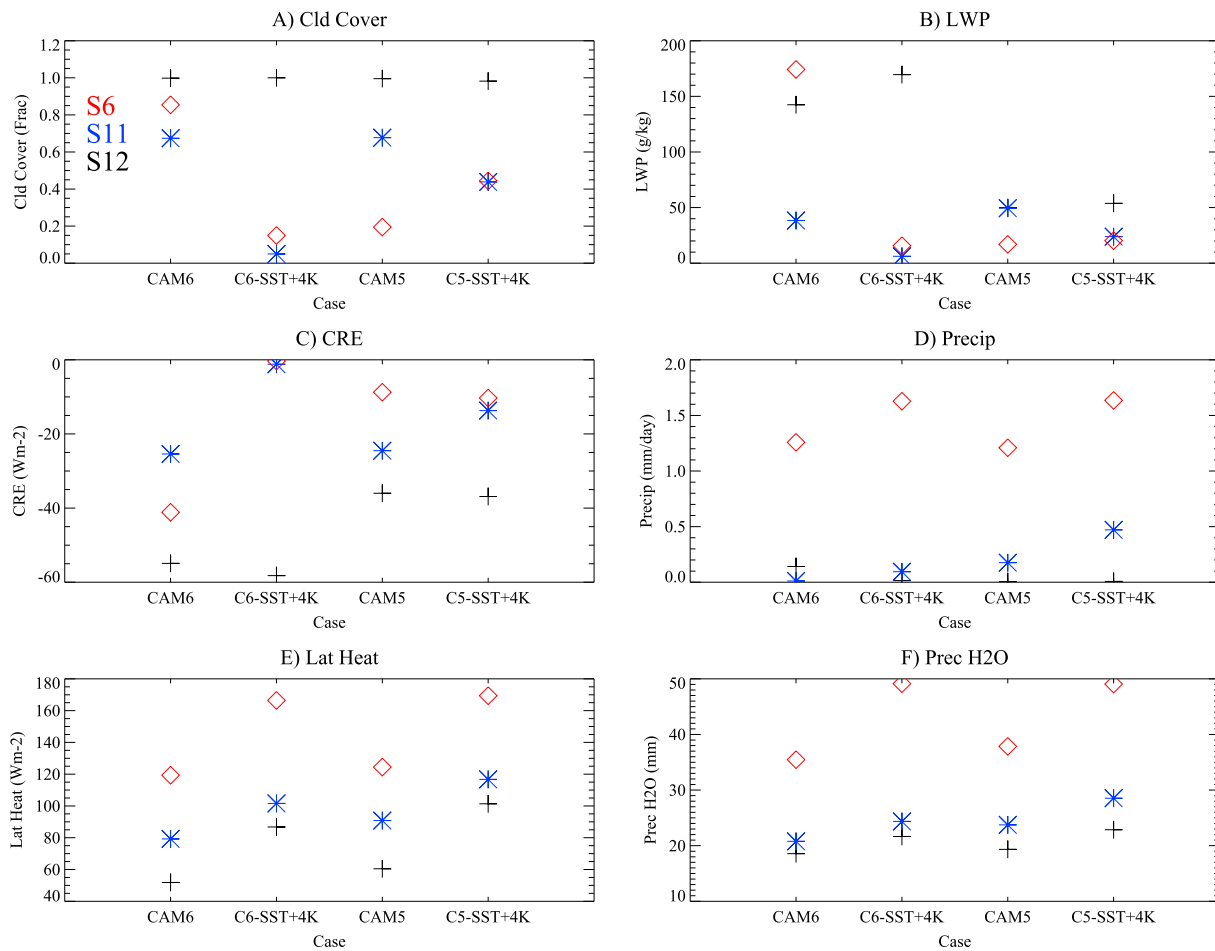 A) Cld Cover
Cld Cover (Frac)
1.2
1.0
0.8
0.6
0.4
0.2
0.0
S6
S11
S12
CAM6 C6-SST+4K CAM5 C5-SST+4K
Case
B) LWP
LWP (g/kg)
200
150
100
50
0
CAM6 C6-SST+4K CAM5 C5-SST+4K
Case
C) CRE
CRE (Wm-2)
0
-20
-40
-60
CAM6 C6-SST+4K CAM5 C5-SST+4K
Case
D) Precip
Precip (mm/day)
2.0
1.5
1.0
0.5
0.0
CAM6 C6-SST+4K CAM5 C5-SST+4K
Case
E) Lat Heat
Lat Heat (Wm-2)
180
160
140
120
100
80
60
40
CAM6 C6-SST+4K CAM5 C5-SST+4K
Case
F) Prec H2O
Prec H2O (mm)
50
40
30
20
10
CAM6 C6-SST+4K CAM5 C5-SST+4K
Case